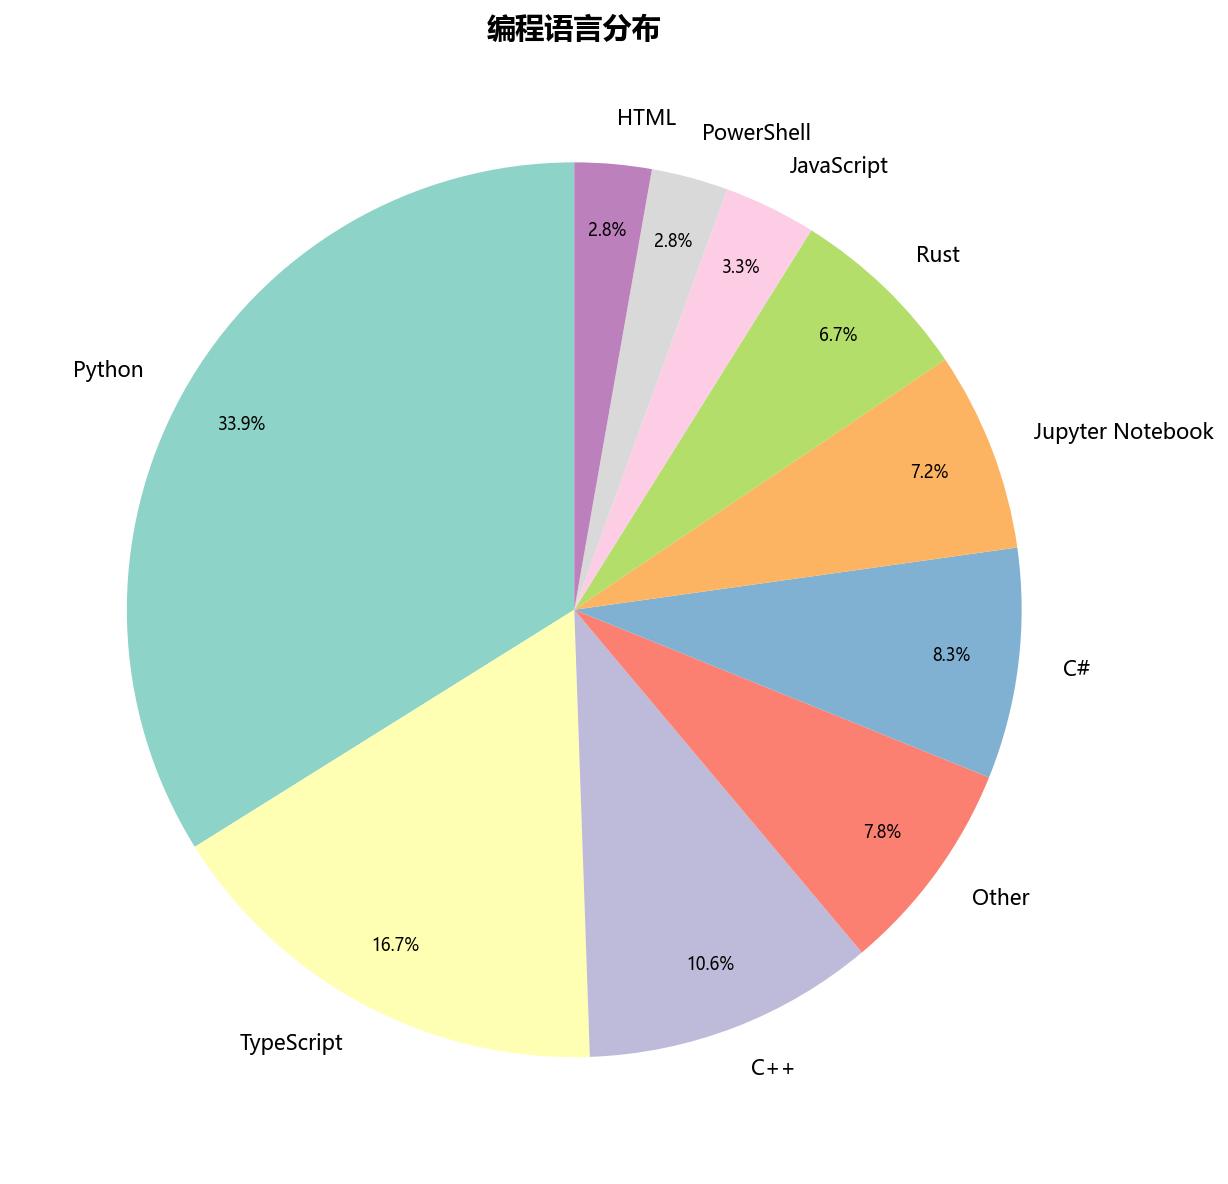 编程语言分布
HTML
PowerShell
JavaScript
Rust
Jupyter Notebook
C#
Other
C++
TypeScript
Python
2.8%
2.8%
3.3%
6.7%
7.2%
8.3%
7.8%
10.6%
16.7%
33.9%